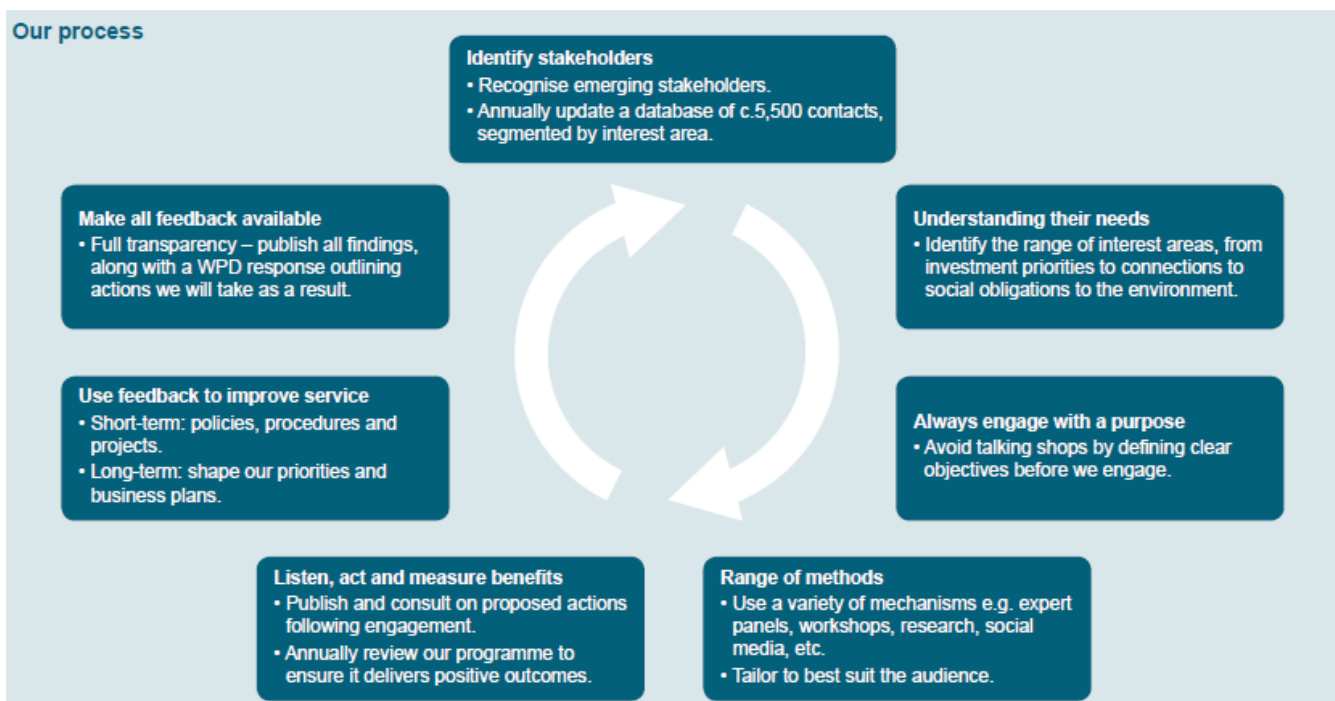 Our process
Identify stakeholders
• Recognise emerging stakeholders.
• Annually update a database of c.5,500 contacts,
segmented by interest area.
Understanding their needs
• Identify the range of interest areas, from
investment priorities to connections to
social obligations to the environment.
Always engage with a purpose
• Avoid talking shops by defining clear
objectives before we engage.
Range of methods
• Use a variety of mechanisms e.g. expert
panels, workshops, research, social
media, etc.
• Tailor to best suit the audience.
Listen, act and measure benefits
• Publish and consult on proposed actions
following engagement.
• Annually review our programme to
ensure it delivers positive outcomes.
Use feedback to improve service
• Short-term: policies, procedures and
projects.
• Long-term: shape our priorities and
business plans.
Make all feedback available
• Full transparency – publish all findings,
along with a WPD response outlining
actions we will take as a result.